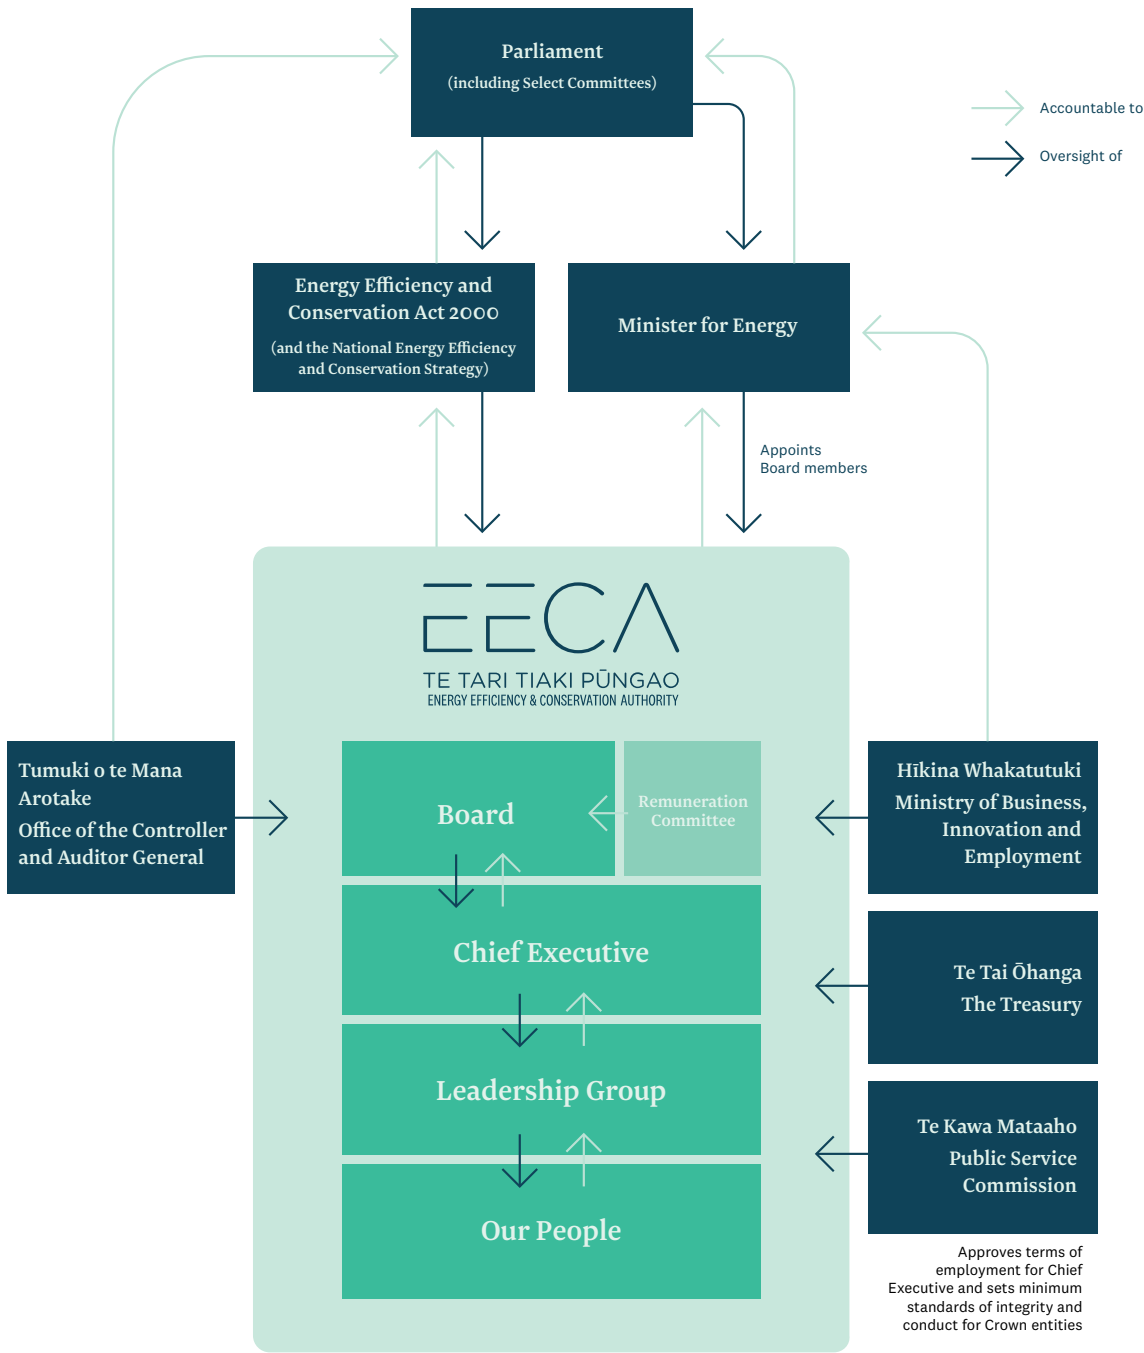 Parliament
(including Select Committees)
Accountable to
Oversight of
Energy Efficiency and
Conservation Act 2000
(and the National Energy Efficiency
and Conservation Strategy)
Minister for Energy
Appoints
Board members
EECA
TE TARI TIAKI PŪNGAO
ENERGY EFFICIENCY & CONSERVATION AUTHORITY
Tumuki o te Mana
Arotake
Office of the Controller
and Auditor General
Board
Remuneration
Committee
Hīkina Whakatutuki
Ministry of Business,
Innovation and
Employment
Chief Executive
Te Tai Ōhanga
The Treasury
Leadership Group
Te Kawa Mataaho
Public Service
Commission
Our People
Approves terms of
employment for Chief
Executive and sets minimum
standards of integrity and
conduct for Crown entities